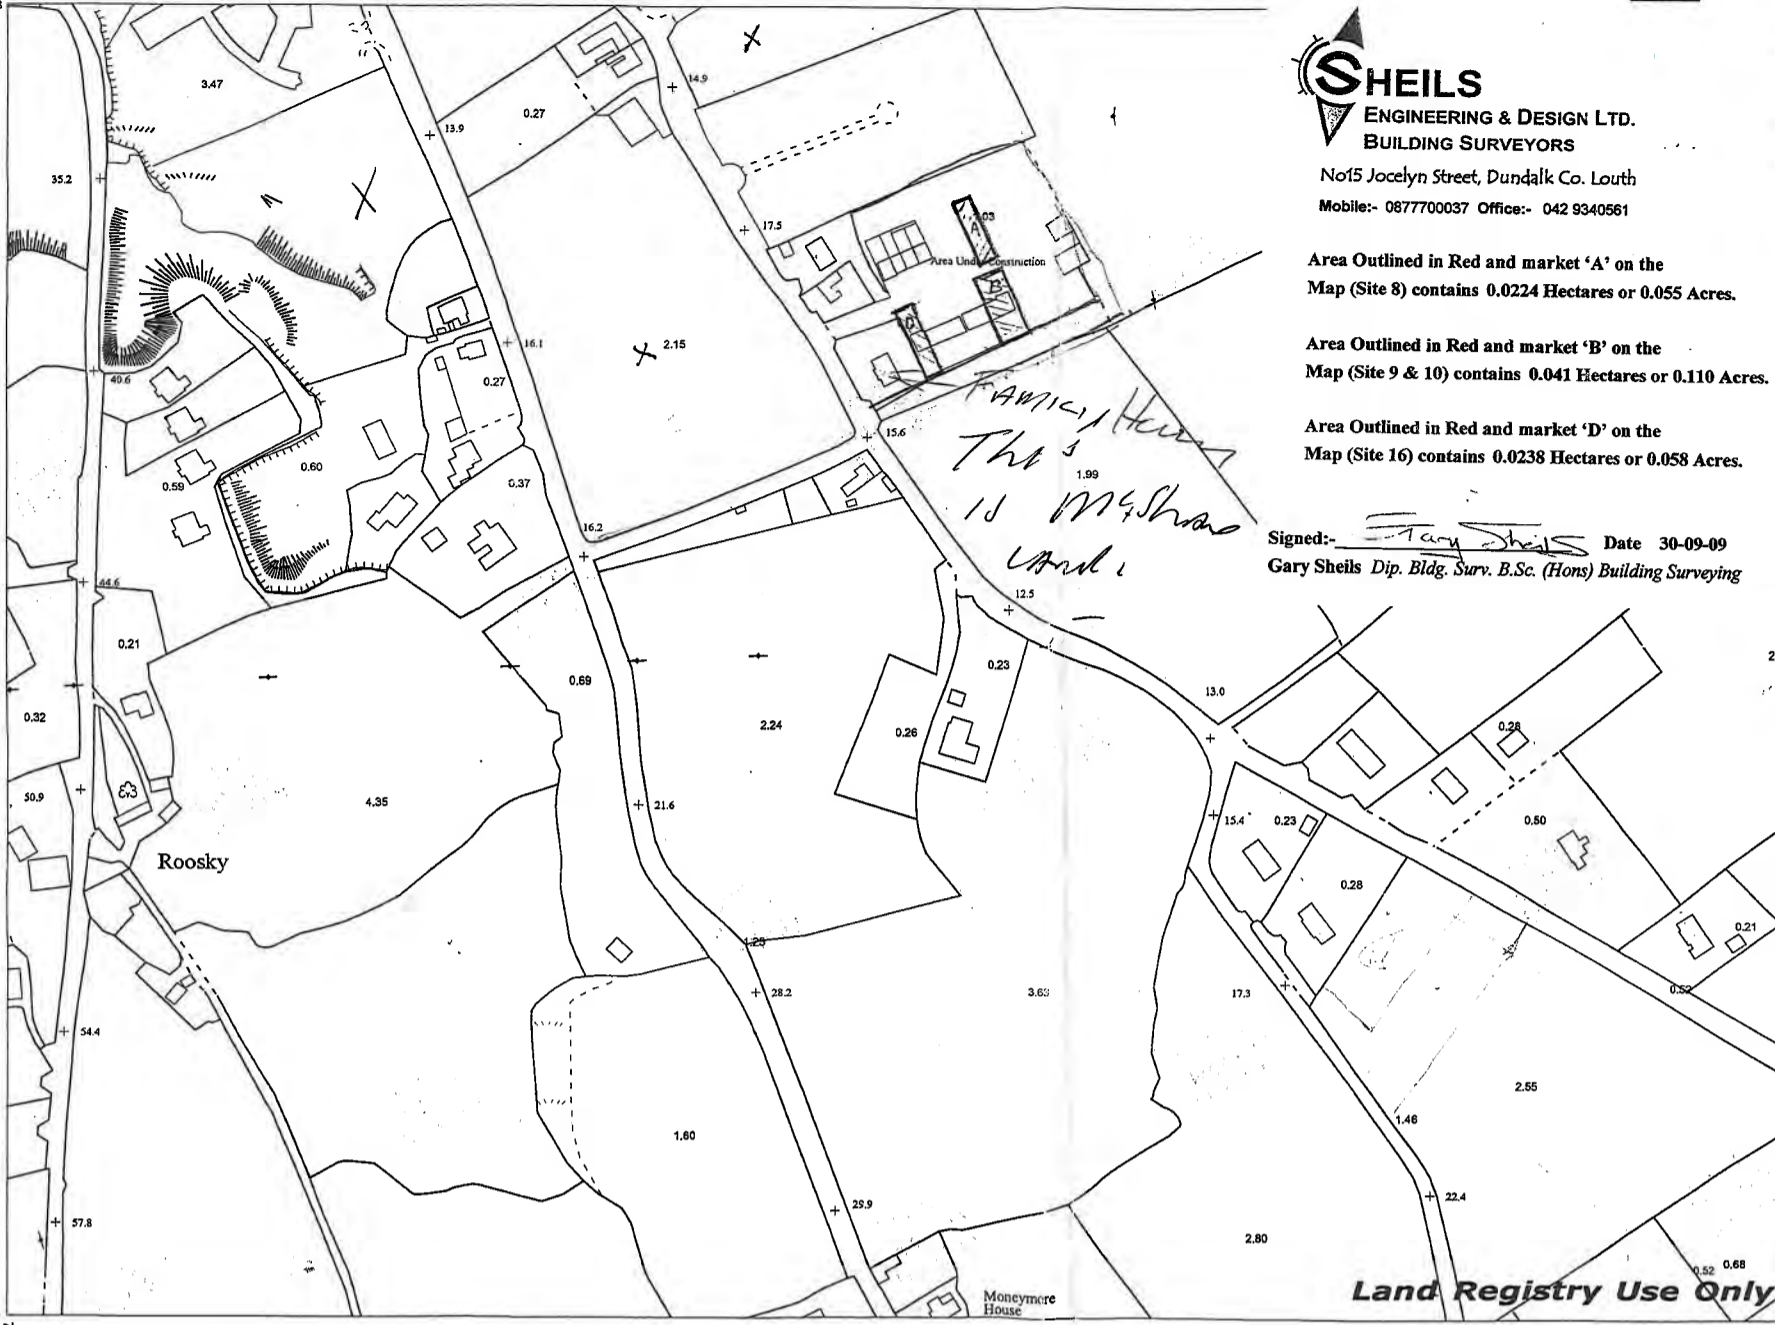 SHEILS
ENGINEERING & DESIGN LTD.
BUILDING SURVEYORS
No15 Jocelyn Street, Dundalk Co. Louth
Mobile:- 0877700037 Office:- 042 9340561
Area Outlined in Red and market ‘A’ on the
Map (Site 8) contains 0.0224 Hectares or 0.055 Acres.
Area Outlined in Red and market ‘B’ on the
Map (Site 9 & 10) contains 0.041 Hectares or 0.110 Acres.
Area Outlined in Red and market ‘D’ on the
Map (Site 16) contains 0.0238 Hectares or 0.058 Acres.
Signed:- Gary Sheils Date 30-09-09
Gary Sheils Dip. Bldg. Surv. B.Sc. (Hons) Building Surveying
3.47
14.9
0.27
13.9
35.2
17.5
A
Area Under Construction
B
D
16.1
2.15
40.6
0.27
15.6
This
0.60
0.59
0.37
1.99
is
Land
16.2
44.6
12.5
0.21
0.23
0.69
13.0
0.32
2.24
0.26
0.28
50.9
4.35
21.6
15.4
0.23
0.50
Roosky
0.28
0.21
1.23
28.2
3.63
17.3
0.52
54.4
2.55
1.46
1.60
22.4
57.8
29.9
2.80
0.52
0.68
Moneymore
House
Land Registry Use Only